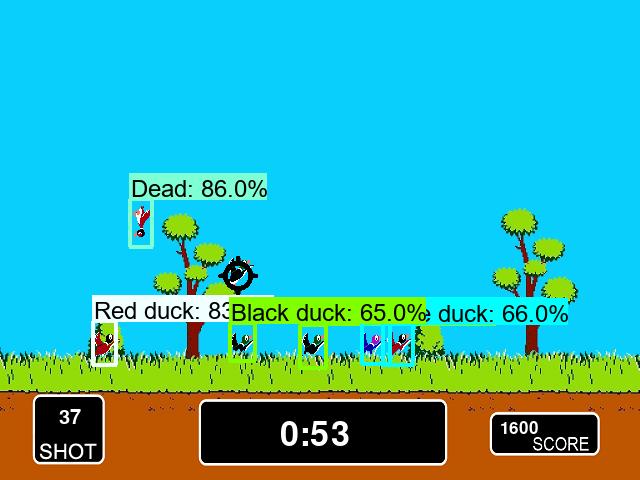 Dead: 86.0%
Red duck: 83
Black duck: 65.0%
e duck: 66.0%
37
SHOT
0:53
1600
SCORE